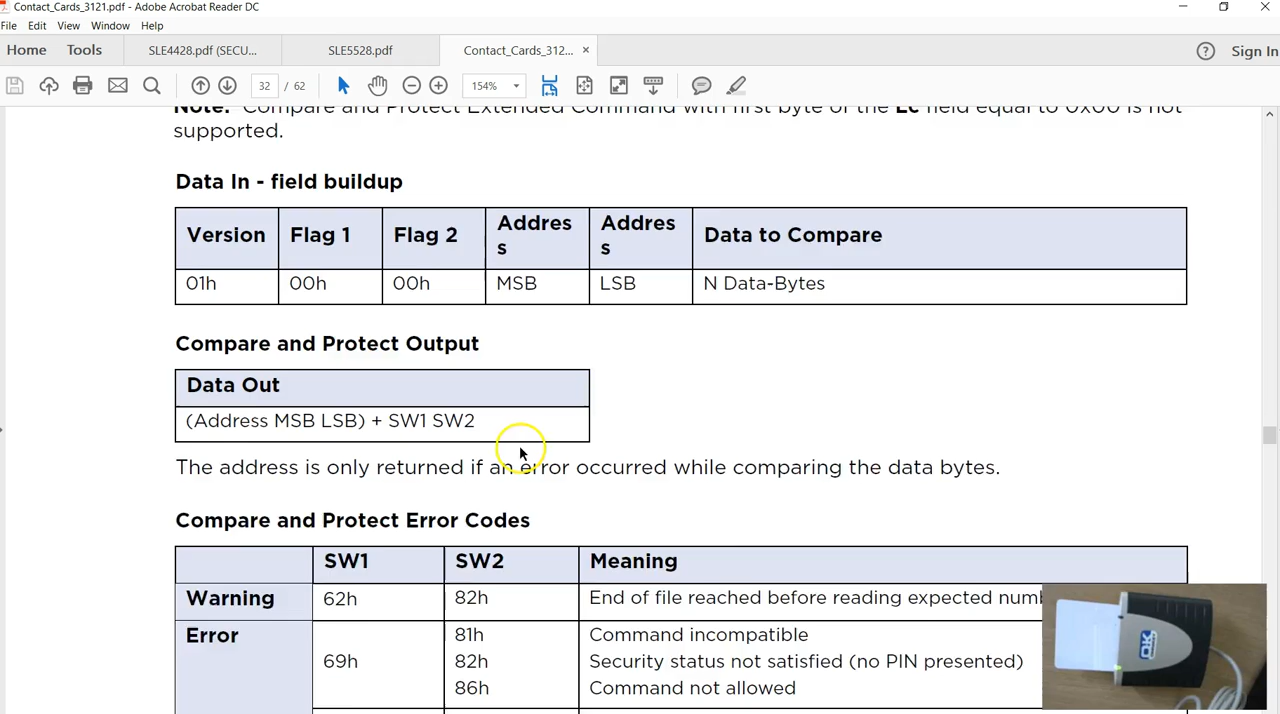 Contact_Cards_3121.pdf - Adobe Acrobat Reader DC
File Edit View Window Help
Home Tools SLE4428.pdf (SECU... SLE5528.pdf Contact_Cards_312... × Sign In
32 / 62 154%
Note: Compare and Protect Extended Command with first byte of the Lc field equal to 0x00 is not
supported.
Data In - field buildup
Version Flag 1 Flag 2 Addres s Addres s Data to Compare
01h 00h 00h MSB LSB N Data-Bytes
Compare and Protect Output
Data Out
(Address MSB LSB) + SW1 SW2
The address is only returned if an error occurred while comparing the data bytes.
Compare and Protect Error Codes
SW1 SW2 Meaning
Warning 62h 82h End of file reached before reading expected num
Error 81h Command incompatible
69h 82h Security status not satisfied (no PIN presented)
86h Command not allowed
OK